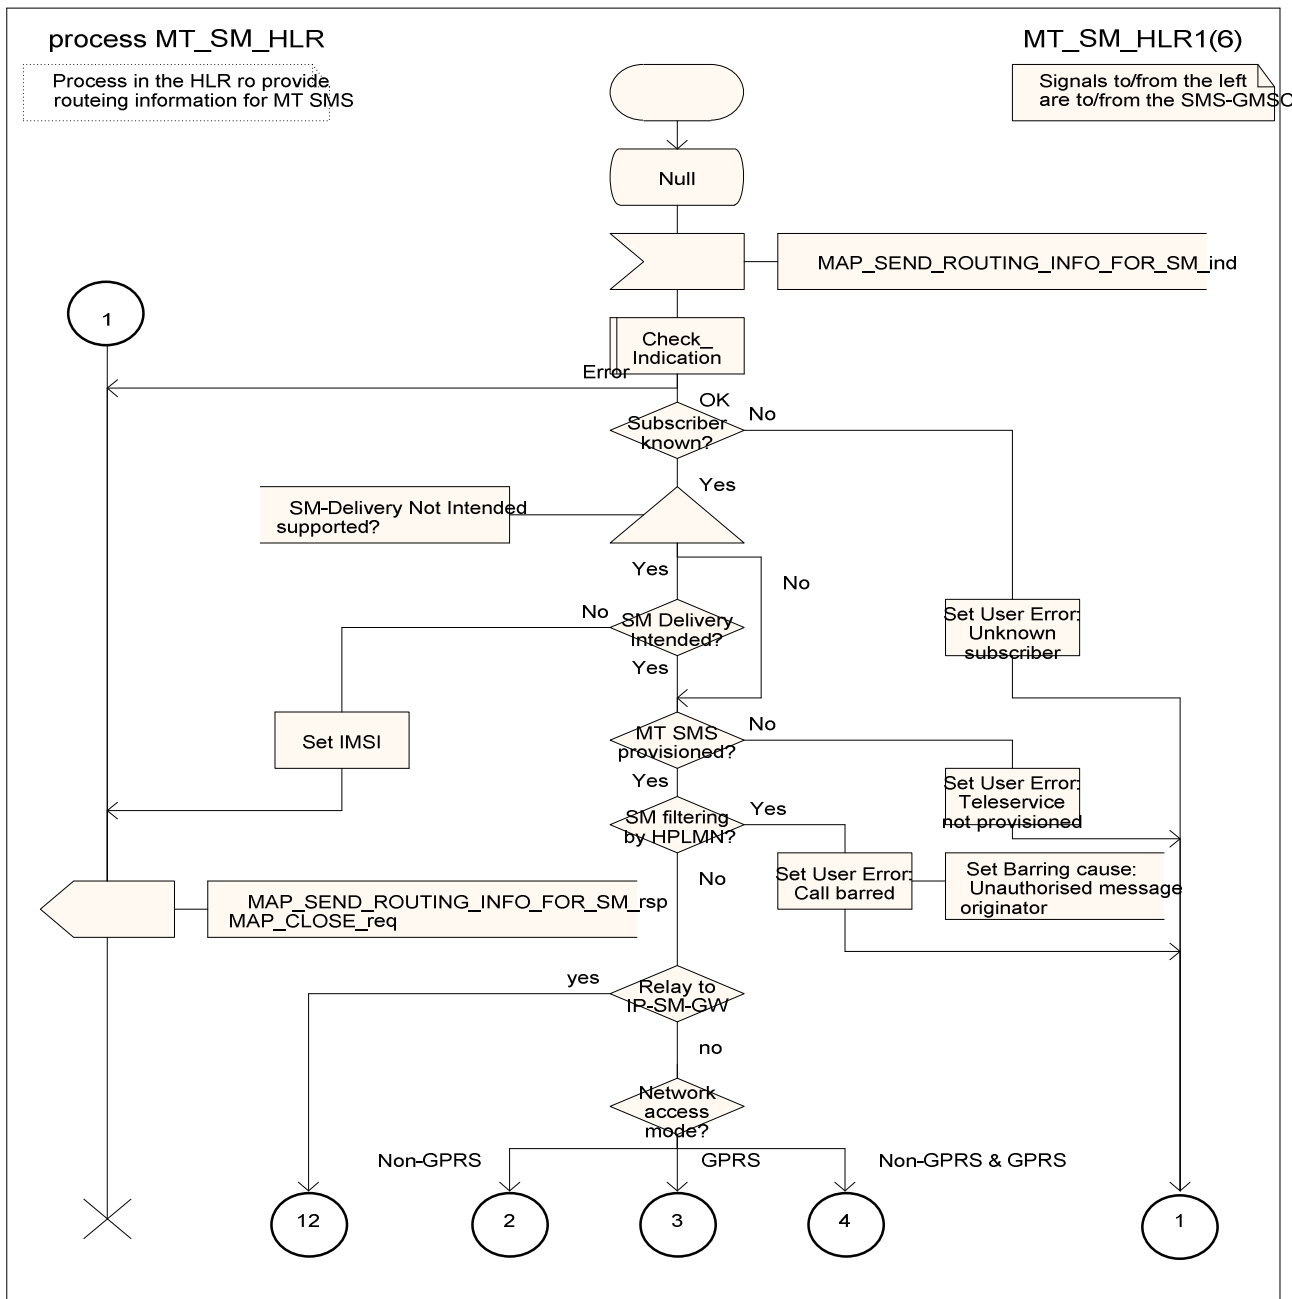 process MT_SM_HLR
MT_SM_HLR1(6)
Process in the HLR ro provide
routeing information for MT SMS
Signals to/from the left
are to/from the SMS-GMSC
Null
MAP_SEND_ROUTING_INFO_FOR_SM_ind
1
Check_
Indication
Error
OK
Subscriber
known?
No
Yes
SM-Delivery Not Intended
supported?
Yes
No
No
SM Delivery
Intended?
Yes
Set User Error:
Unknown
subscriber
Set IMSI
MT SMS
provisioned?
No
Yes
Set User Error:
Teleservice
not provisioned
SM filtering
by HPLMN?
Yes
No
Set User Error:
Call barred
Set Barring cause:
Unauthorised message
originator
MAP_SEND_ROUTING_INFO_FOR_SM_rsp
MAP_CLOSE_req
yes
Relay to
IP-SM-GW
no
Network
access
mode?
Non-GPRS
GPRS
Non-GPRS & GPRS
12
2
3
4
1